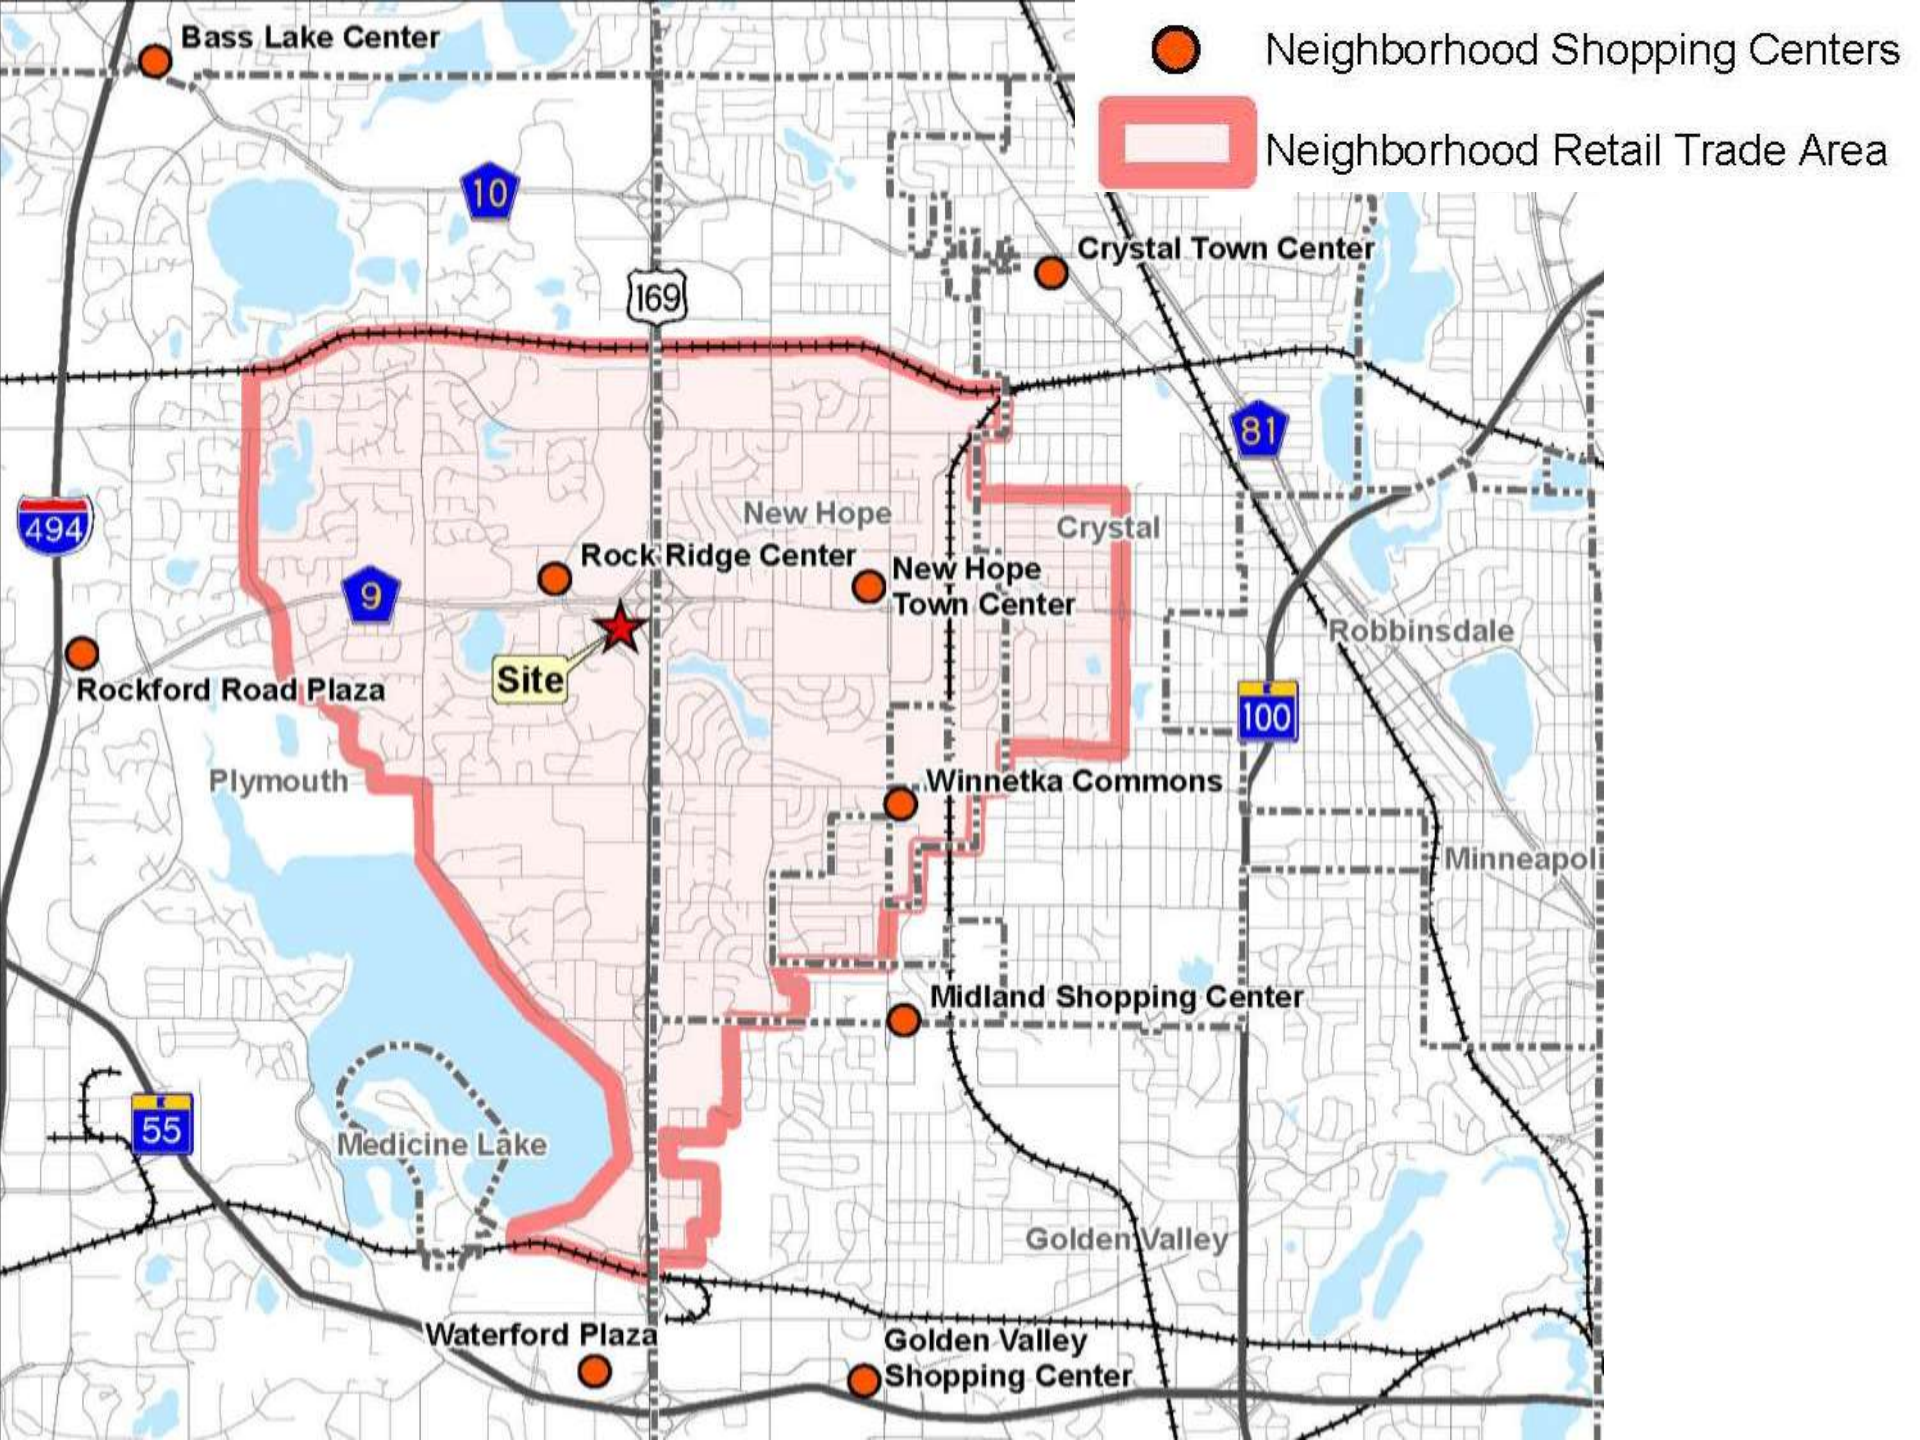 Bass Lake Center
Neighborhood Shopping Centers
Neighborhood Retail Trade Area
10
Crystal Town Center
169
81
494
New Hope
Crystal
Rock Ridge Center
New Hope
Town Center
9
Robbinsdale
Site
Rockford Road Plaza
100
Plymouth
Winnetka Commons
Minneapoli
Midland Shopping Center
55
Medicine Lake
Golden Valley
Waterford Plaza
Golden Valley
Shopping Center